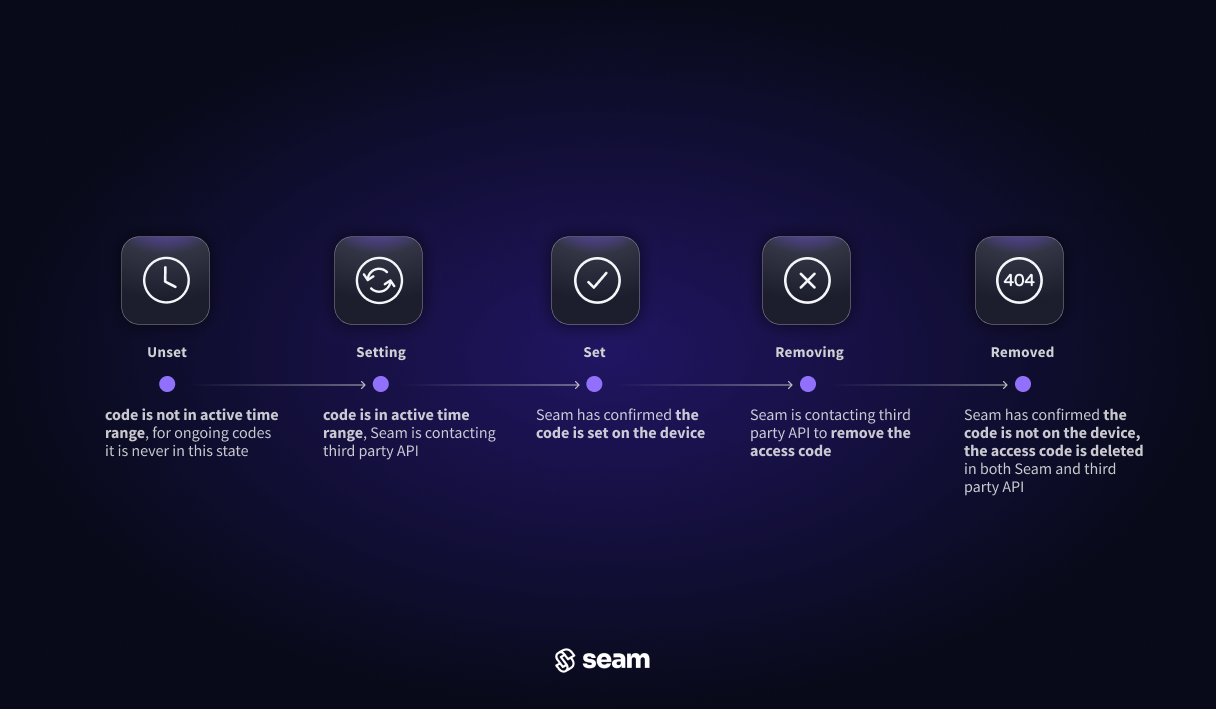 404
Unset
Setting
Set
Removing
Removed
code is not in active time
range, for ongoing codes
it is never in this state
code is in active time
range, Seam is contacting
third party API
Seam has confirmed the
code is set on the device
Seam is contacting third
party API to remove the
access code
Seam has confirmed the
code is not on the device,
the access code is deleted
in both Seam and third
party API
seam